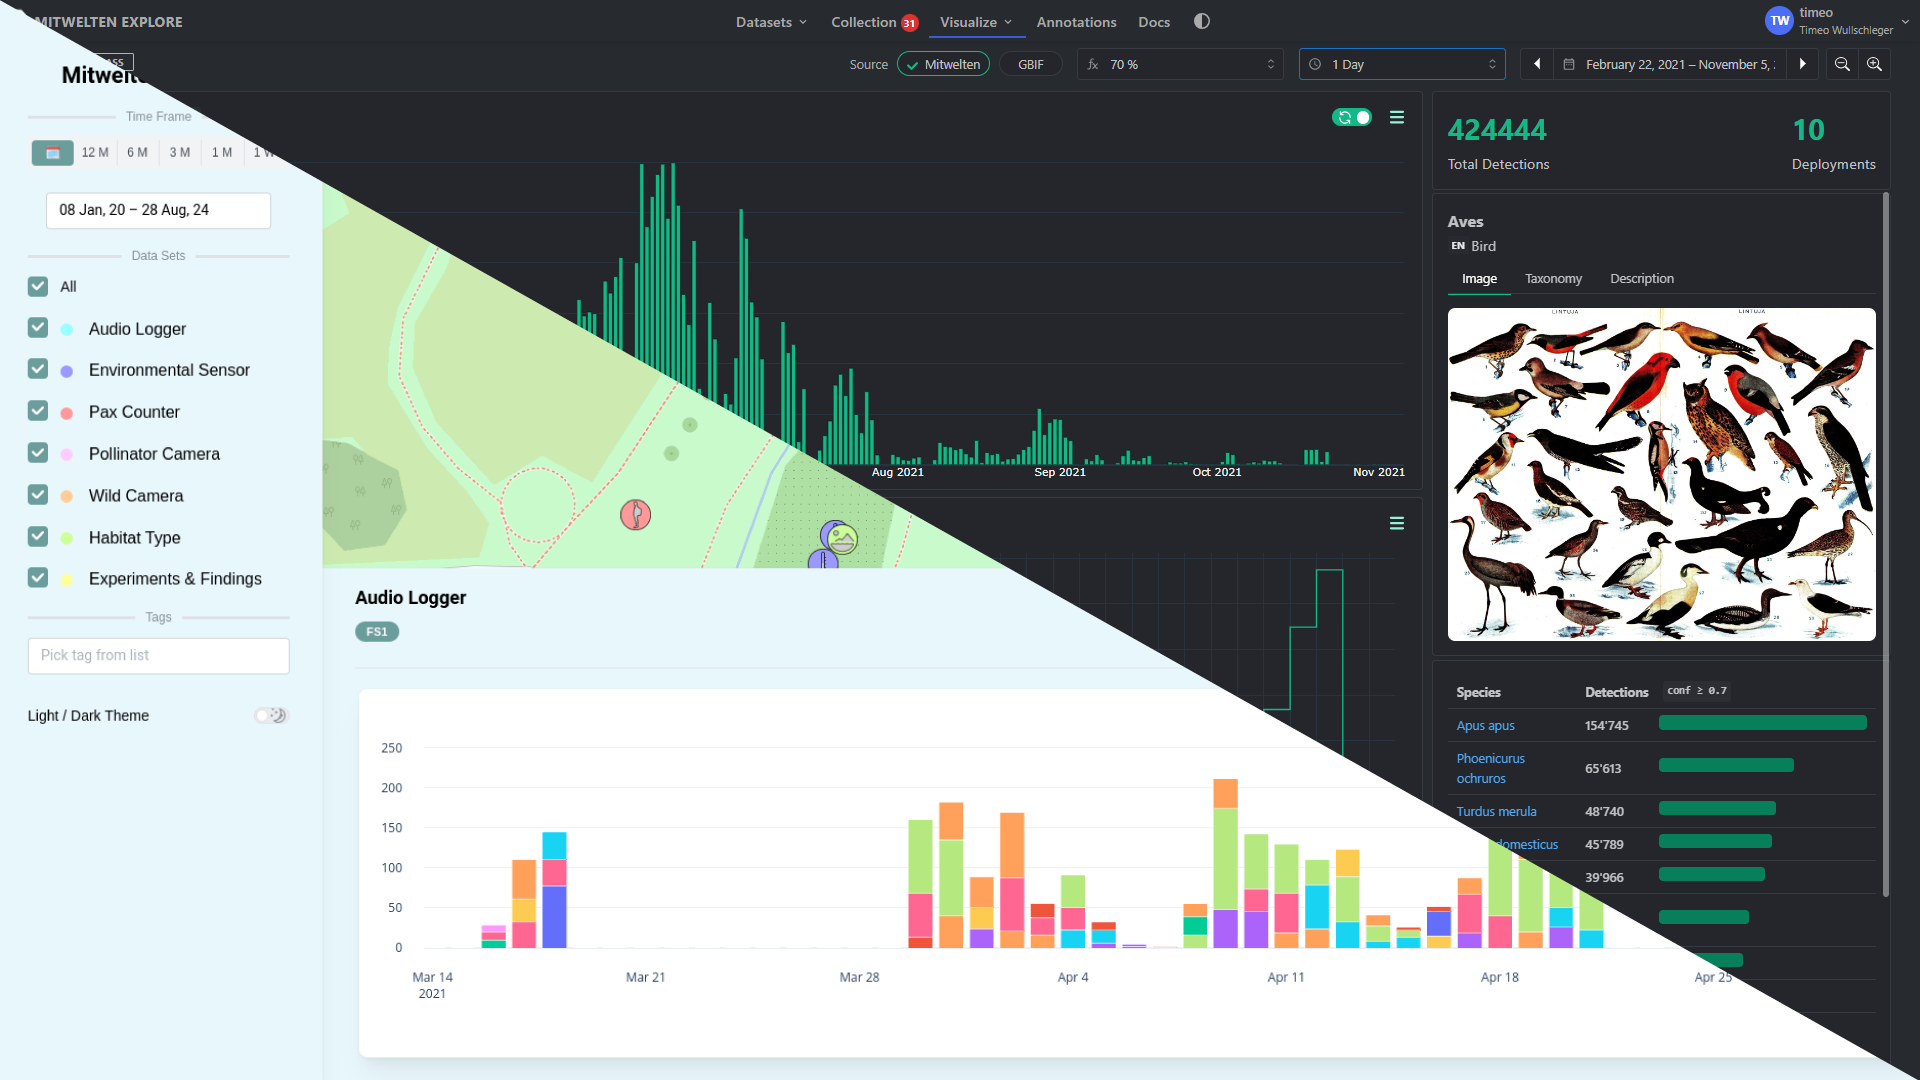 MITWELTEN EXPLORE
Datasets
Collection 31
Visualize
Annotations
Docs
TW
timeo
Timeo Wullschleger
Source
Mitwelten
GBIF
fx 70 %
1 Day
February 22, 2021 – November 5,
Time Frame
12 M
6 M
3 M
1 M
08 Jan, 20 – 28 Aug, 24
Data Sets
All
Audio Logger
Environmental Sensor
Pax Counter
Pollinator Camera
Wild Camera
Habitat Type
Experiments & Findings
Tags
Pick tag from list
Light / Dark Theme
Aug 2021
Sep 2021
Oct 2021
Nov 2021
424444
Total Detections
10
Deployments
Aves
EN Bird
Image
Taxonomy
Description
LINTUJA
LINTUJA
Species
Detections
conf ≥ 0.7
Apus apus
154'745
Phoenicurus
ochruros
65'613
Turdus merula
48'740
domesticus
45'789
39'966
Audio Logger
FS1
250
200
150
100
50
0
Mar 14
2021
Mar 21
Mar 28
Apr 4
Apr 11
Apr 18
Apr 25